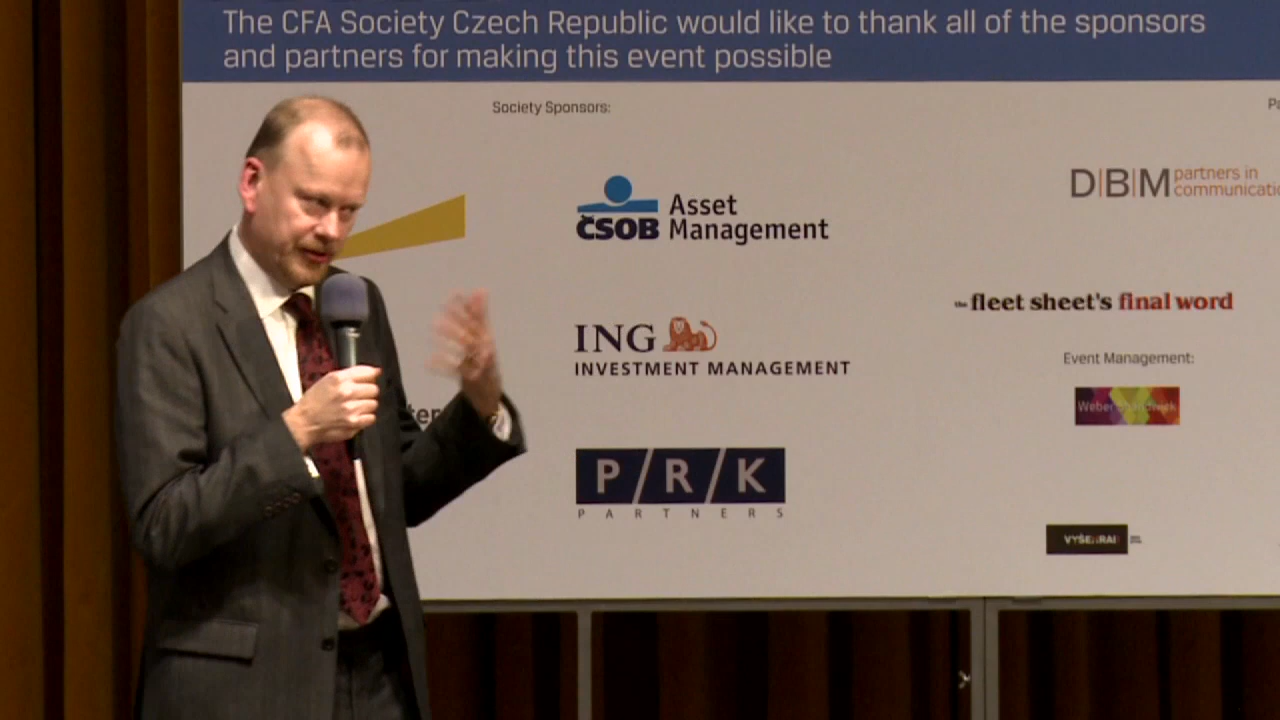 The CFA Society Czech Republic would like to thank all of the sponsors
and partners for making this event possible
Society Sponsors:
ČSOB Asset
Management
ING
INVESTMENT MANAGEMENT
P/R/K
PARTNERS
D|B|M partners in
communicatio
the fleet sheet's final word
Event Management:
Weber Shandwick